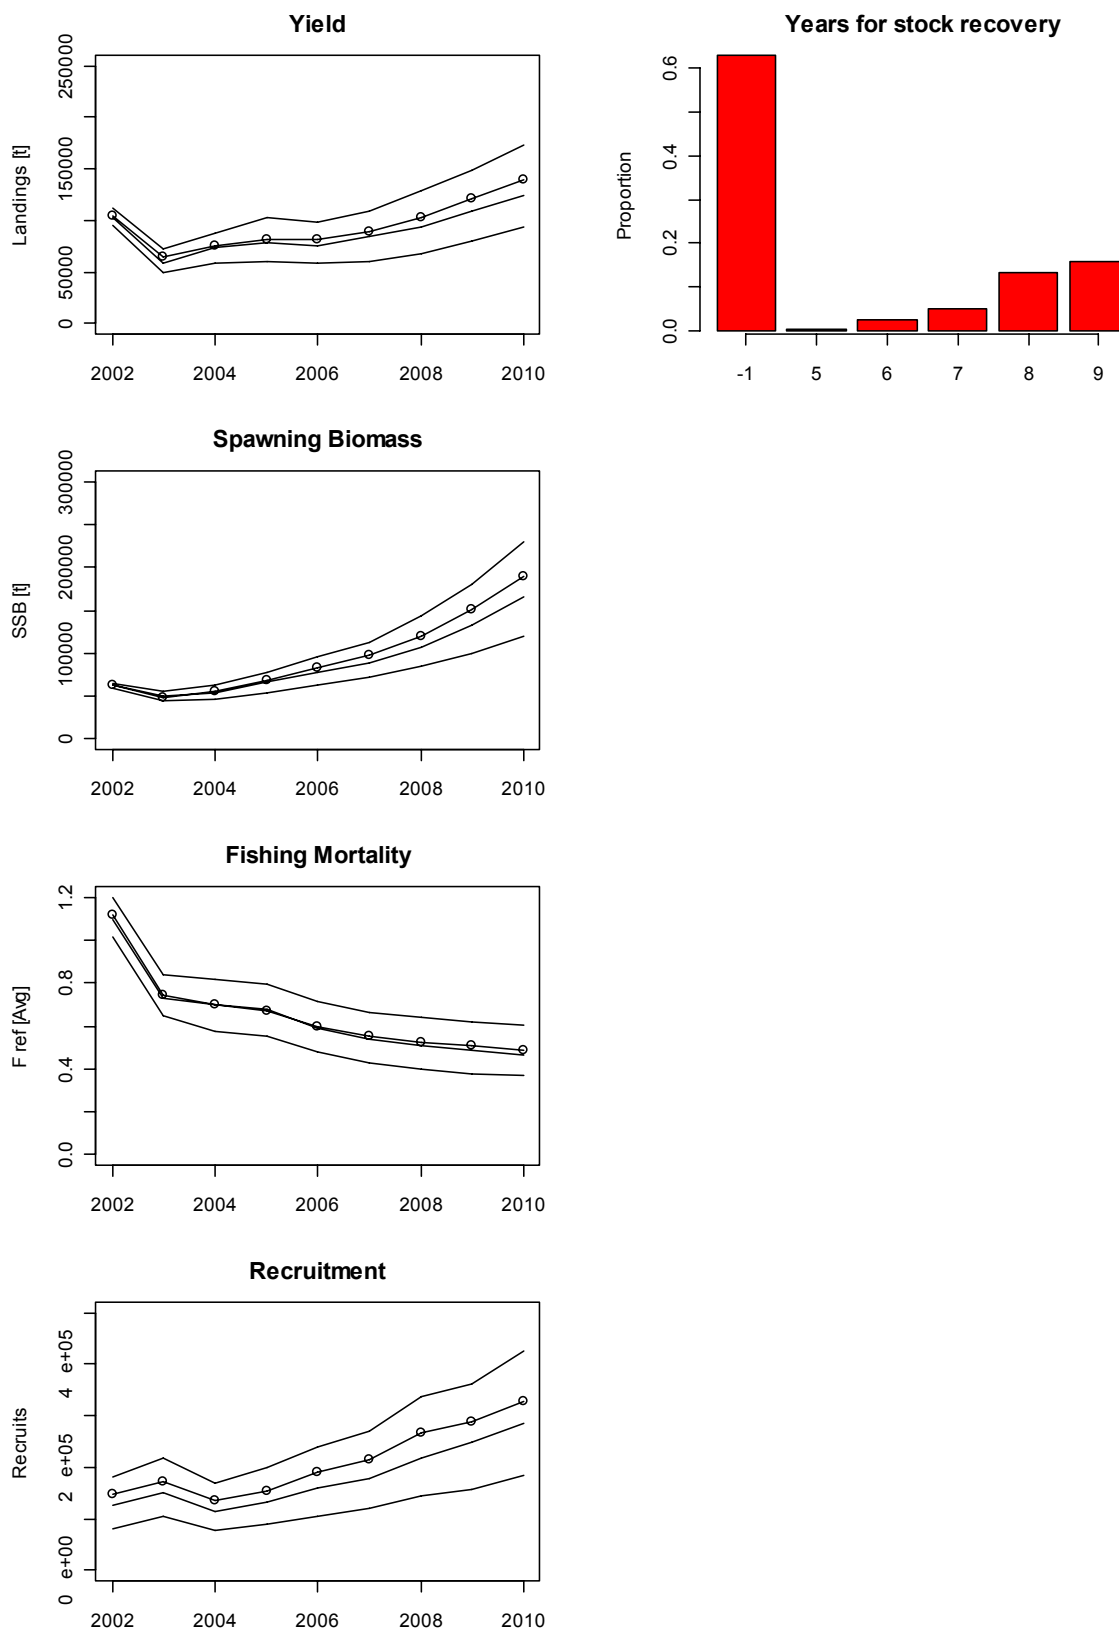 Yield
Landings [t]
250000
150000
50000
0
2002 2004 2006 2008 2010
Years for stock recovery
Proportion
0.6
0.4
0.2
0.0
-1 5 6 7 8 9
Spawning Biomass
SSB [t]
300000
200000
100000
0
2002 2004 2006 2008 2010
Fishing Mortality
F ref [Avg]
1.2
0.8
0.4
0.0
2002 2004 2006 2008 2010
Recruitment
Recruits
4 e+05
2 e+05
0 e+00
2002 2004 2006 2008 2010